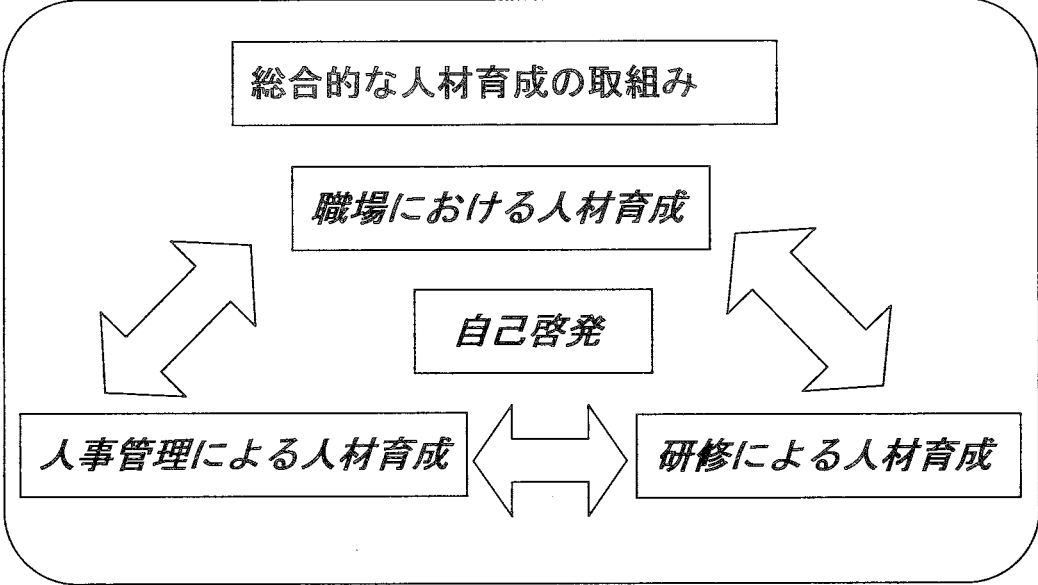 総合的な人材育成の取組み
職場における人材育成
自己啓発
人事管理による人材育成
研修による人材育成